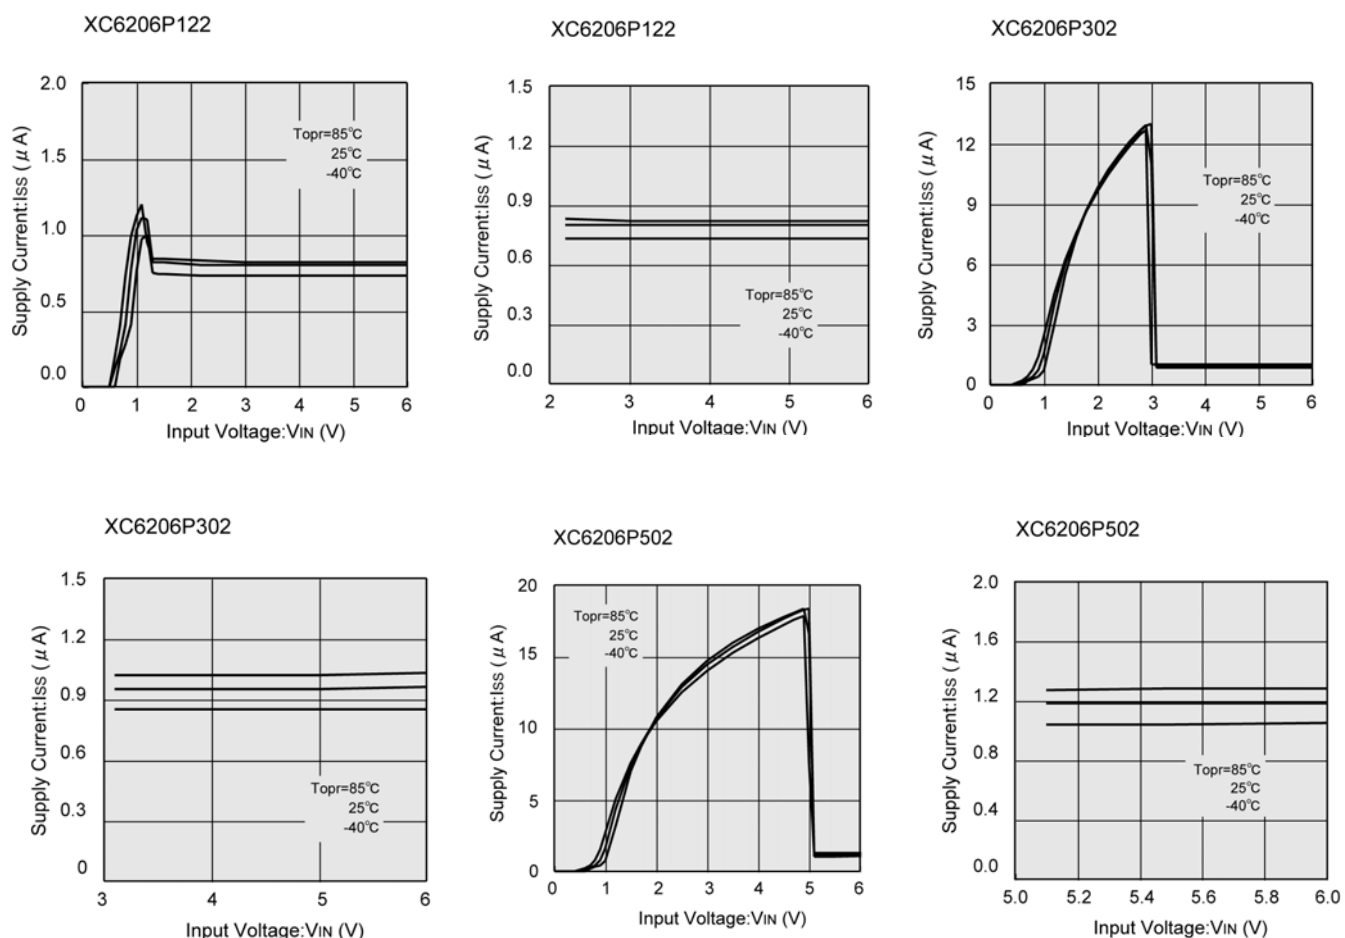 XC6206P122
2.0
1.5
1.0
0.5
0.0
Supply Current:Iss (μA)
Topr=85℃
25℃
-40℃
0 1 2 3 4 5 6
Input Voltage:VIN (V)
XC6206P122
1.5
1.2
0.9
0.6
0.3
0.0
Supply Current:Iss (μA)
Topr=85℃
25℃
-40℃
2 3 4 5 6
Input Voltage:VIN (V)
XC6206P302
15
12
9
6
3
0
Supply Current:Iss (μA)
Topr=85℃
25℃
-40℃
0 1 2 3 4 5 6
Input Voltage:VIN (V)
XC6206P302
1.5
1.2
0.9
0.6
0.3
0
Supply Current:Iss (μA)
Topr=85℃
25℃
-40℃
3 4 5 6
Input Voltage:VIN (V)
XC6206P502
20
15
10
5
0
Supply Current:Iss (μA)
Topr=85℃
25℃
-40℃
0 1 2 3 4 5 6
Input Voltage:VIN (V)
XC6206P502
2.0
1.6
1.2
0.8
0.4
0.0
Supply Current:Iss (μA)
Topr=85℃
25℃
-40℃
5.0 5.2 5.4 5.6 5.8 6.0
Input Voltage:VIN (V)